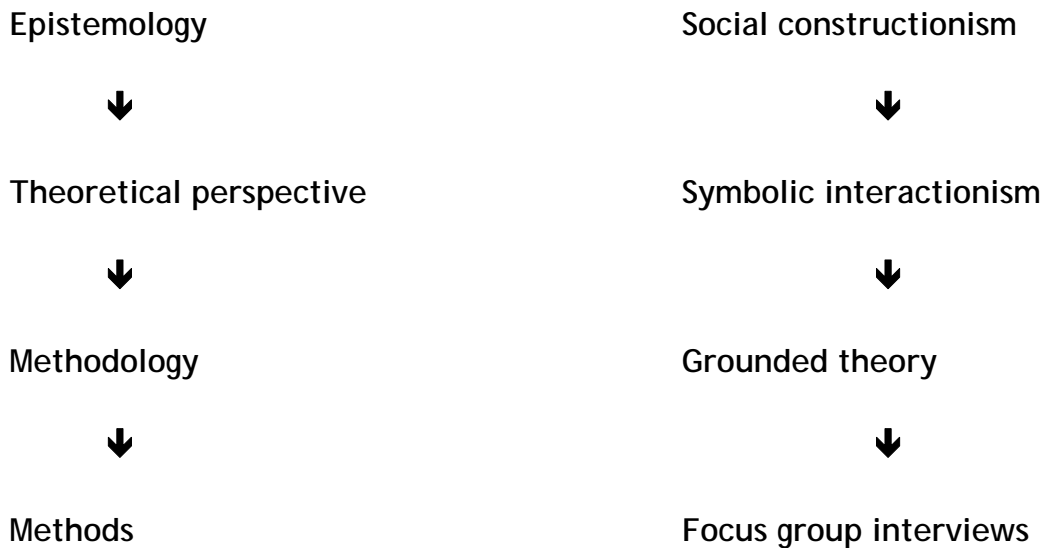 Epistemology Social constructionism
🡫 🡫
Theoretical perspective Symbolic interactionism
🡫 🡫
Methodology Grounded theory
🡫 🡫
Methods Focus group interviews